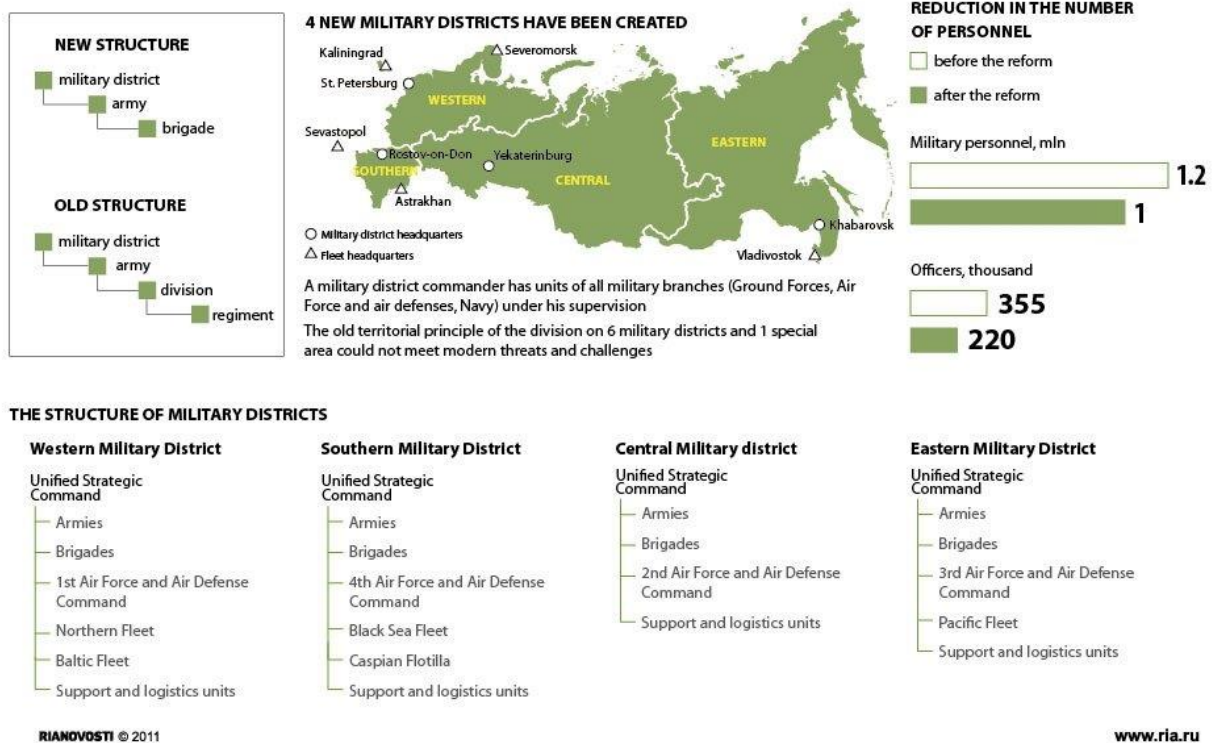 NEW STRUCTURE
military district
army
brigade
OLD STRUCTURE
military district
army
division
regiment
4 NEW MILITARY DISTRICTS HAVE BEEN CREATED
Kaliningrad
Severomorsk
St. Petersburg
WESTERN
Sevastopol
Rostov-on-Don
Yekaterinburg
EASTERN
SOUTHERN
CENTRAL
Astrakhan
Khabarovsk
Vladivostok
Military district headquarters
Fleet headquarters
A military district commander has units of all military branches (Ground Forces, Air
Force and air defenses, Navy) under his supervision
The old territorial principle of the division on 6 military districts and 1 special
area could not meet modern threats and challenges
REDUCTION IN THE NUMBER
OF PERSONNEL
before the reform
after the reform
Military personnel, mln
1.2
1
Officers, thousand
355
220
THE STRUCTURE OF MILITARY DISTRICTS
Western Military District
Unified Strategic
Command
Armies
Brigades
1st Air Force and Air Defense
Command
Northern Fleet
Baltic Fleet
Support and logistics units
Southern Military District
Unified Strategic
Command
Armies
Brigades
4th Air Force and Air Defense
Command
Black Sea Fleet
Caspian Flotilla
Support and logistics units
Central Military district
Unified Strategic
Command
Armies
Brigades
2nd Air Force and Air Defense
Command
Support and logistics units
Eastern Military District
Unified Strategic
Command
Armies
Brigades
3rd Air Force and Air Defense
Command
Pacific Fleet
Support and logistics units
RIANOVOSTI © 2011
www.ria.ru